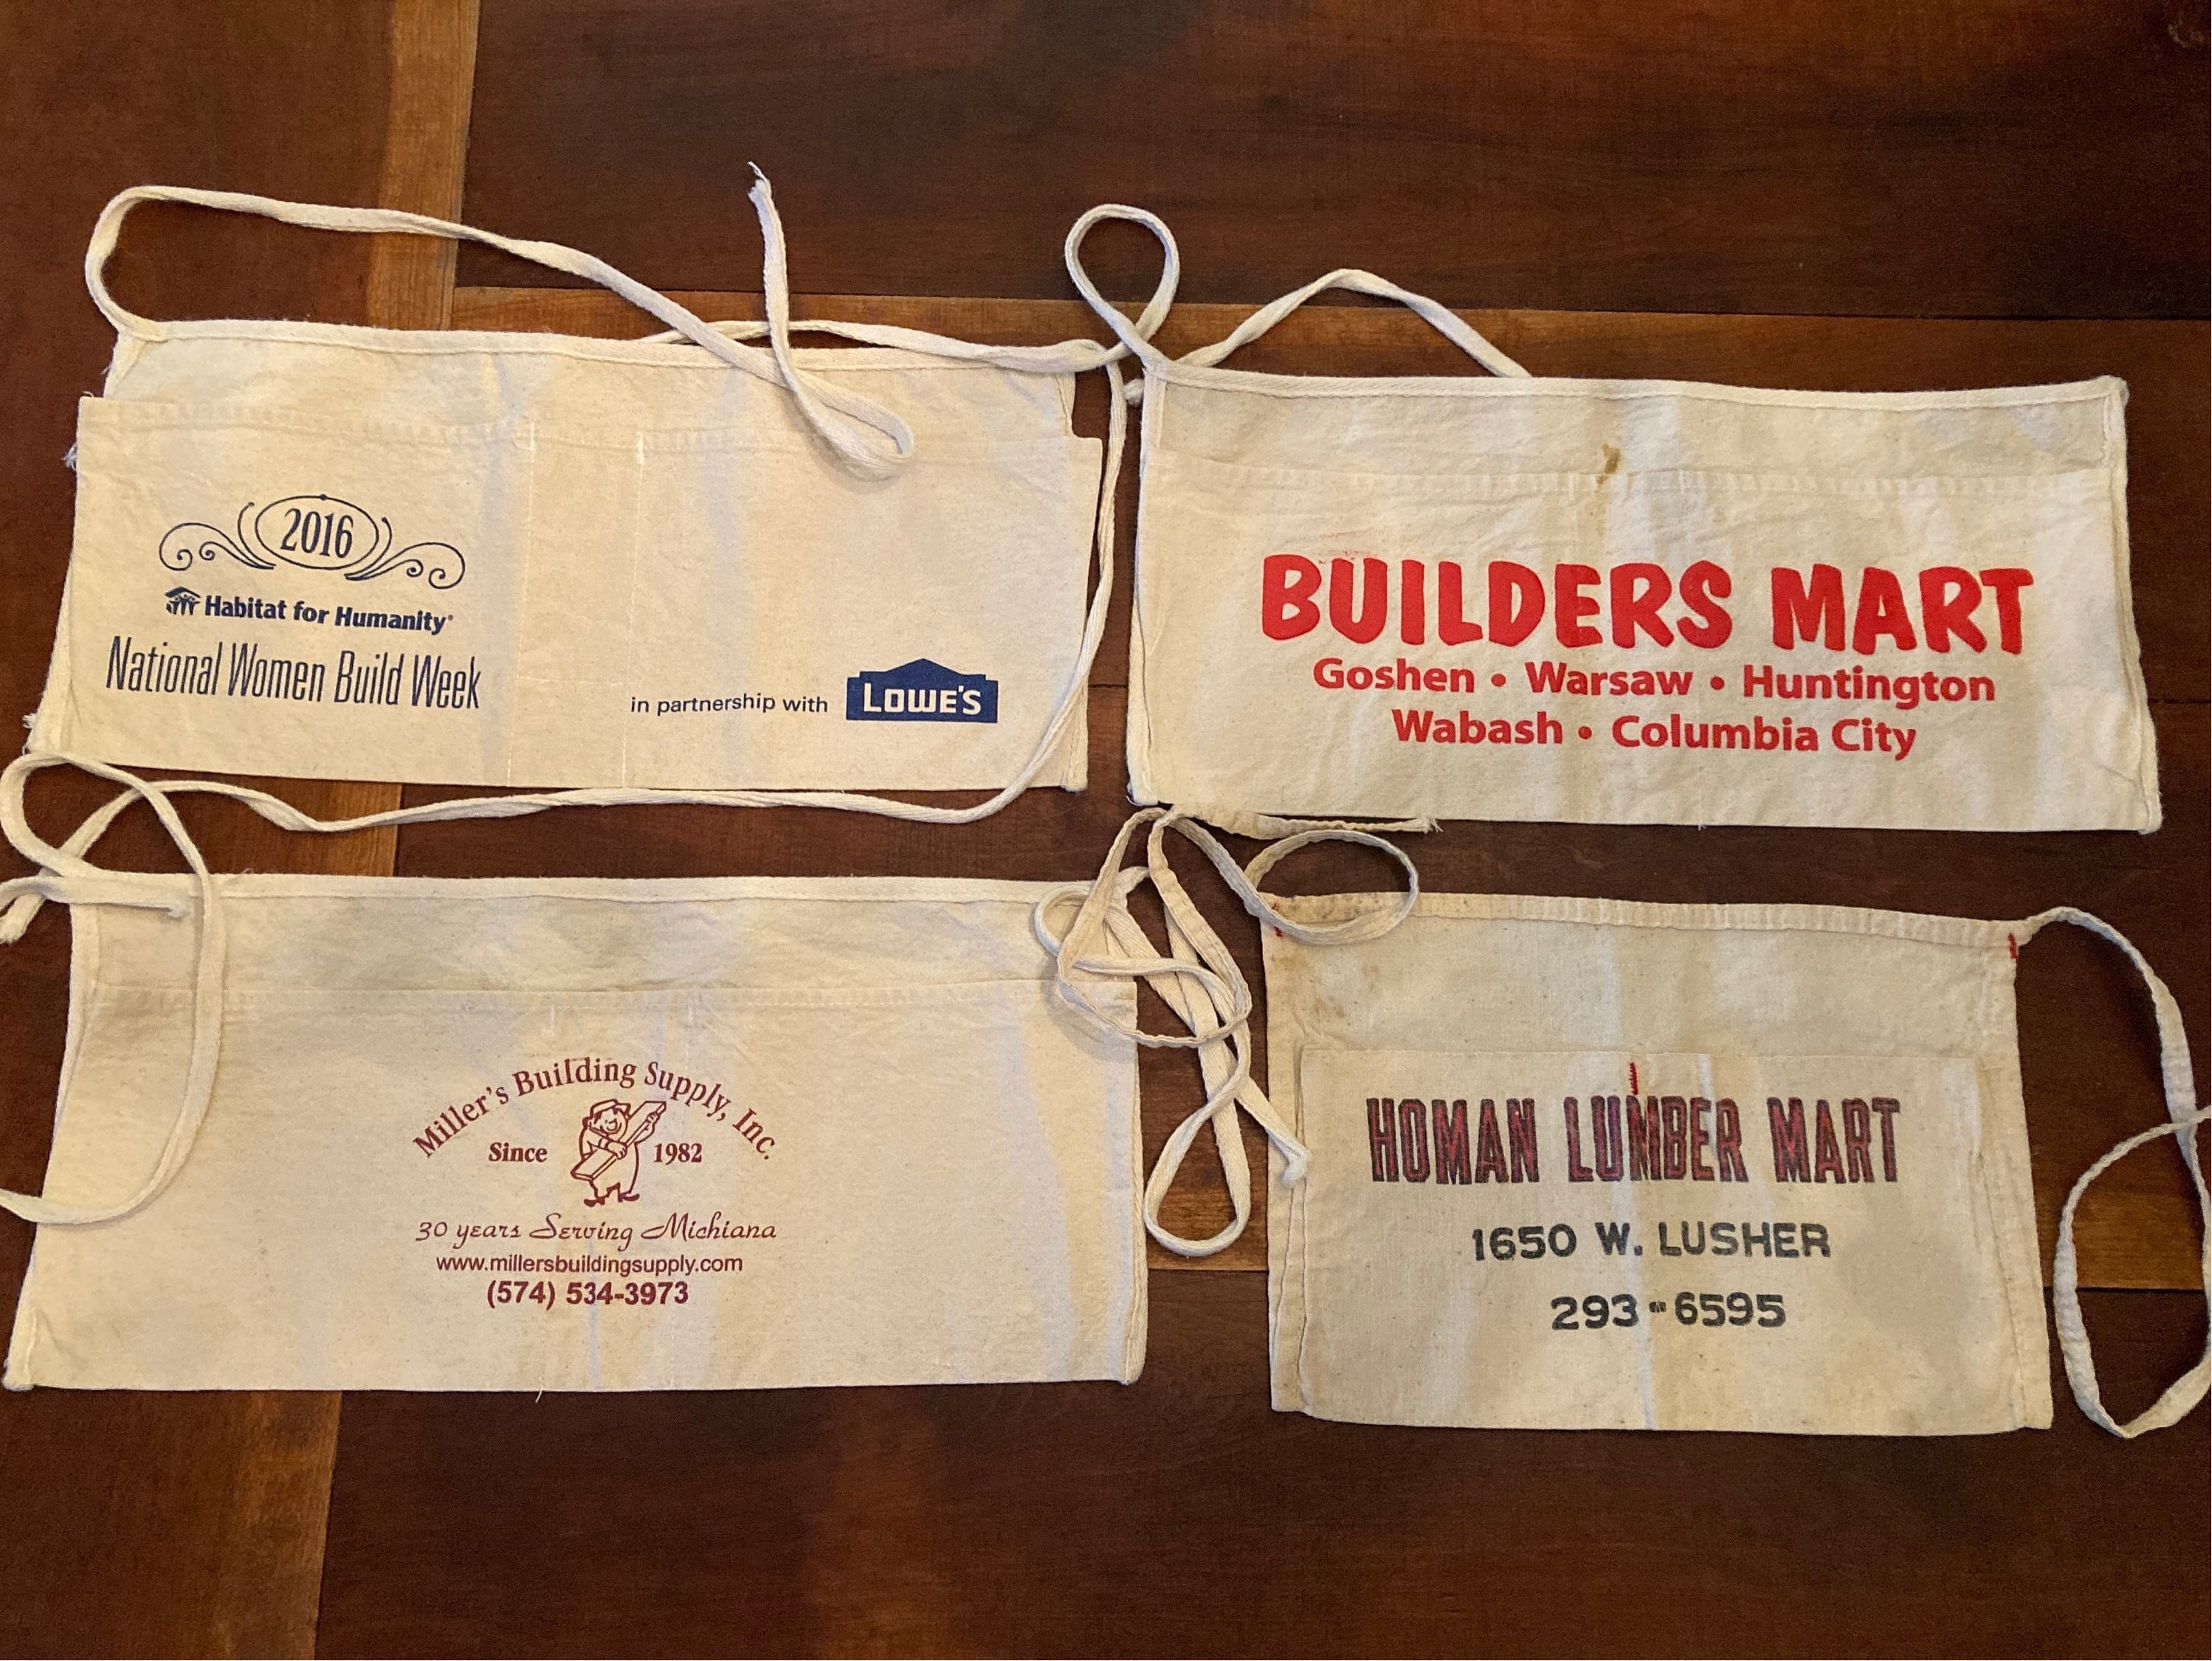 2016
Habitat for Humanity®
National Women Build Week
in partnership with LOWE'S
BUILDERS MART
Goshen • Warsaw • Huntington
Wabash • Columbia City
Miller's Building Supply, Inc.
Since 1982
30 years Serving Michiana
www.millersbuildingsupply.com
(574) 534-3973
HOMAN LUMBER MART
1650 W. LUSHER
293-6595